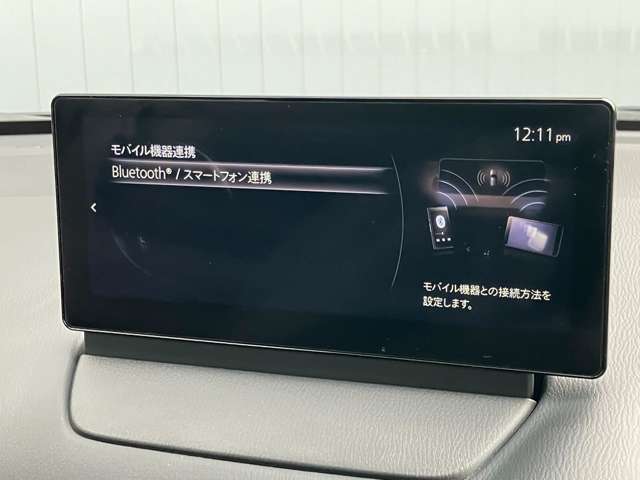 12:11 pm
モバイル機器連携
Bluetooth® / スマートフォン連携
モバイル機器との接続方法を
設定します。